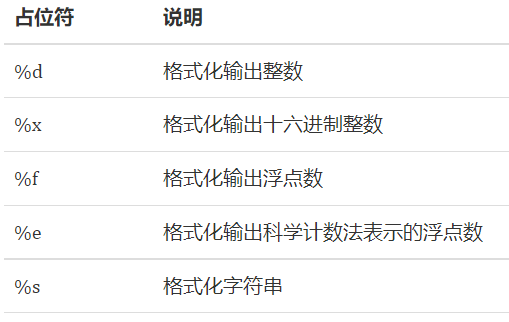 占位符 说明
%d 格式化输出整数
%x 格式化输出十六进制整数
%f 格式化输出浮点数
%e 格式化输出科学计数法表示的浮点数
%s 格式化字符串